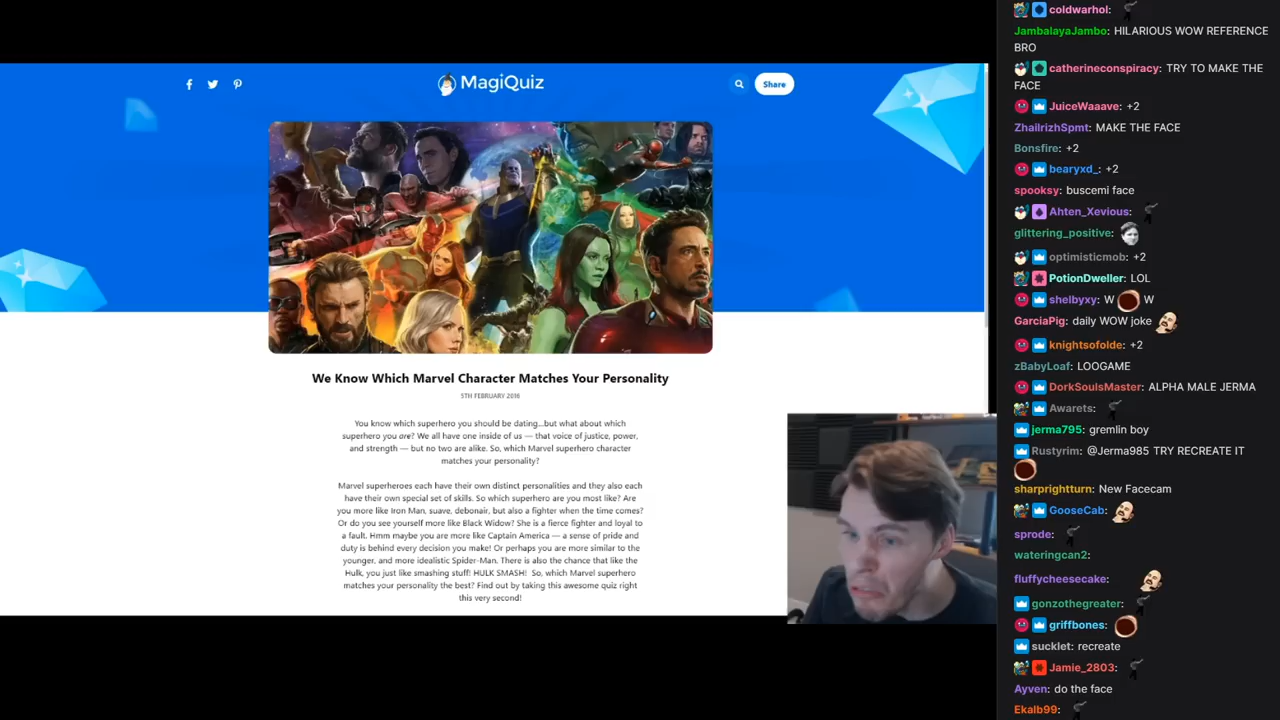 MagiQuiz
Share
We Know Which Marvel Character Matches Your Personality
5TH FEBRUARY 2018
You know which superhero you should be dating...but what about which
superhero you are? We all have one inside of us — that voice of justice, power,
and strength — but no two are alike. So, which Marvel superhero character
matches your personality?
Marvel superheroes each have their own distinct personalities and they also each
have their own special set of skills. So which superhero are you most like? Are
you more like Iron Man, suave, debonair, but also a fighter when the time comes?
Or do you see yourself more like Black Widow? She is a fierce fighter and loyal to
a fault. Hmm maybe you are more like Captain America — a sense of pride and
duty is behind every decision you make! Or perhaps you are more similar to the
younger, and more idealistic Spider-Man. There is also the chance that like the
Hulk, you just like smashing stuff! HULK SMASH! So, which Marvel superhero
matches your personality the best? Find out by taking this awesome quiz right
this very second!
coldwarhol:
JambalayaJambo: HILARIOUS WOW REFERENCE
BRO
catherineconspiracy: TRY TO MAKE THE
FACE
JuiceWaaave: +2
ZhailrizhSpmt: MAKE THE FACE
Bonsfire: +2
bearyxd_: +2
spooksy: buscemi face
Ahten_Xevious:
glittering_positive:
optimisticmob: +2
PotionDweller: LOL
shelbyxy: W W
GarciaPig: daily WOW joke
knightsofolde: +2
zBabyLoaf: LOOGAME
DorkSoulsMaster: ALPHA MALE JERMA
Awarets:
jerma795: gremlin boy
Rustyrim: @Jerma985 TRY RECREATE IT
sharprightturn: New Facecam
GooseCab:
sprode:
wateringcan2:
fluffycheesecake:
gonzothegreater:
griffbones:
sucklet: recreate
Jamie_2803:
Ayven: do the face
Ekalb99: